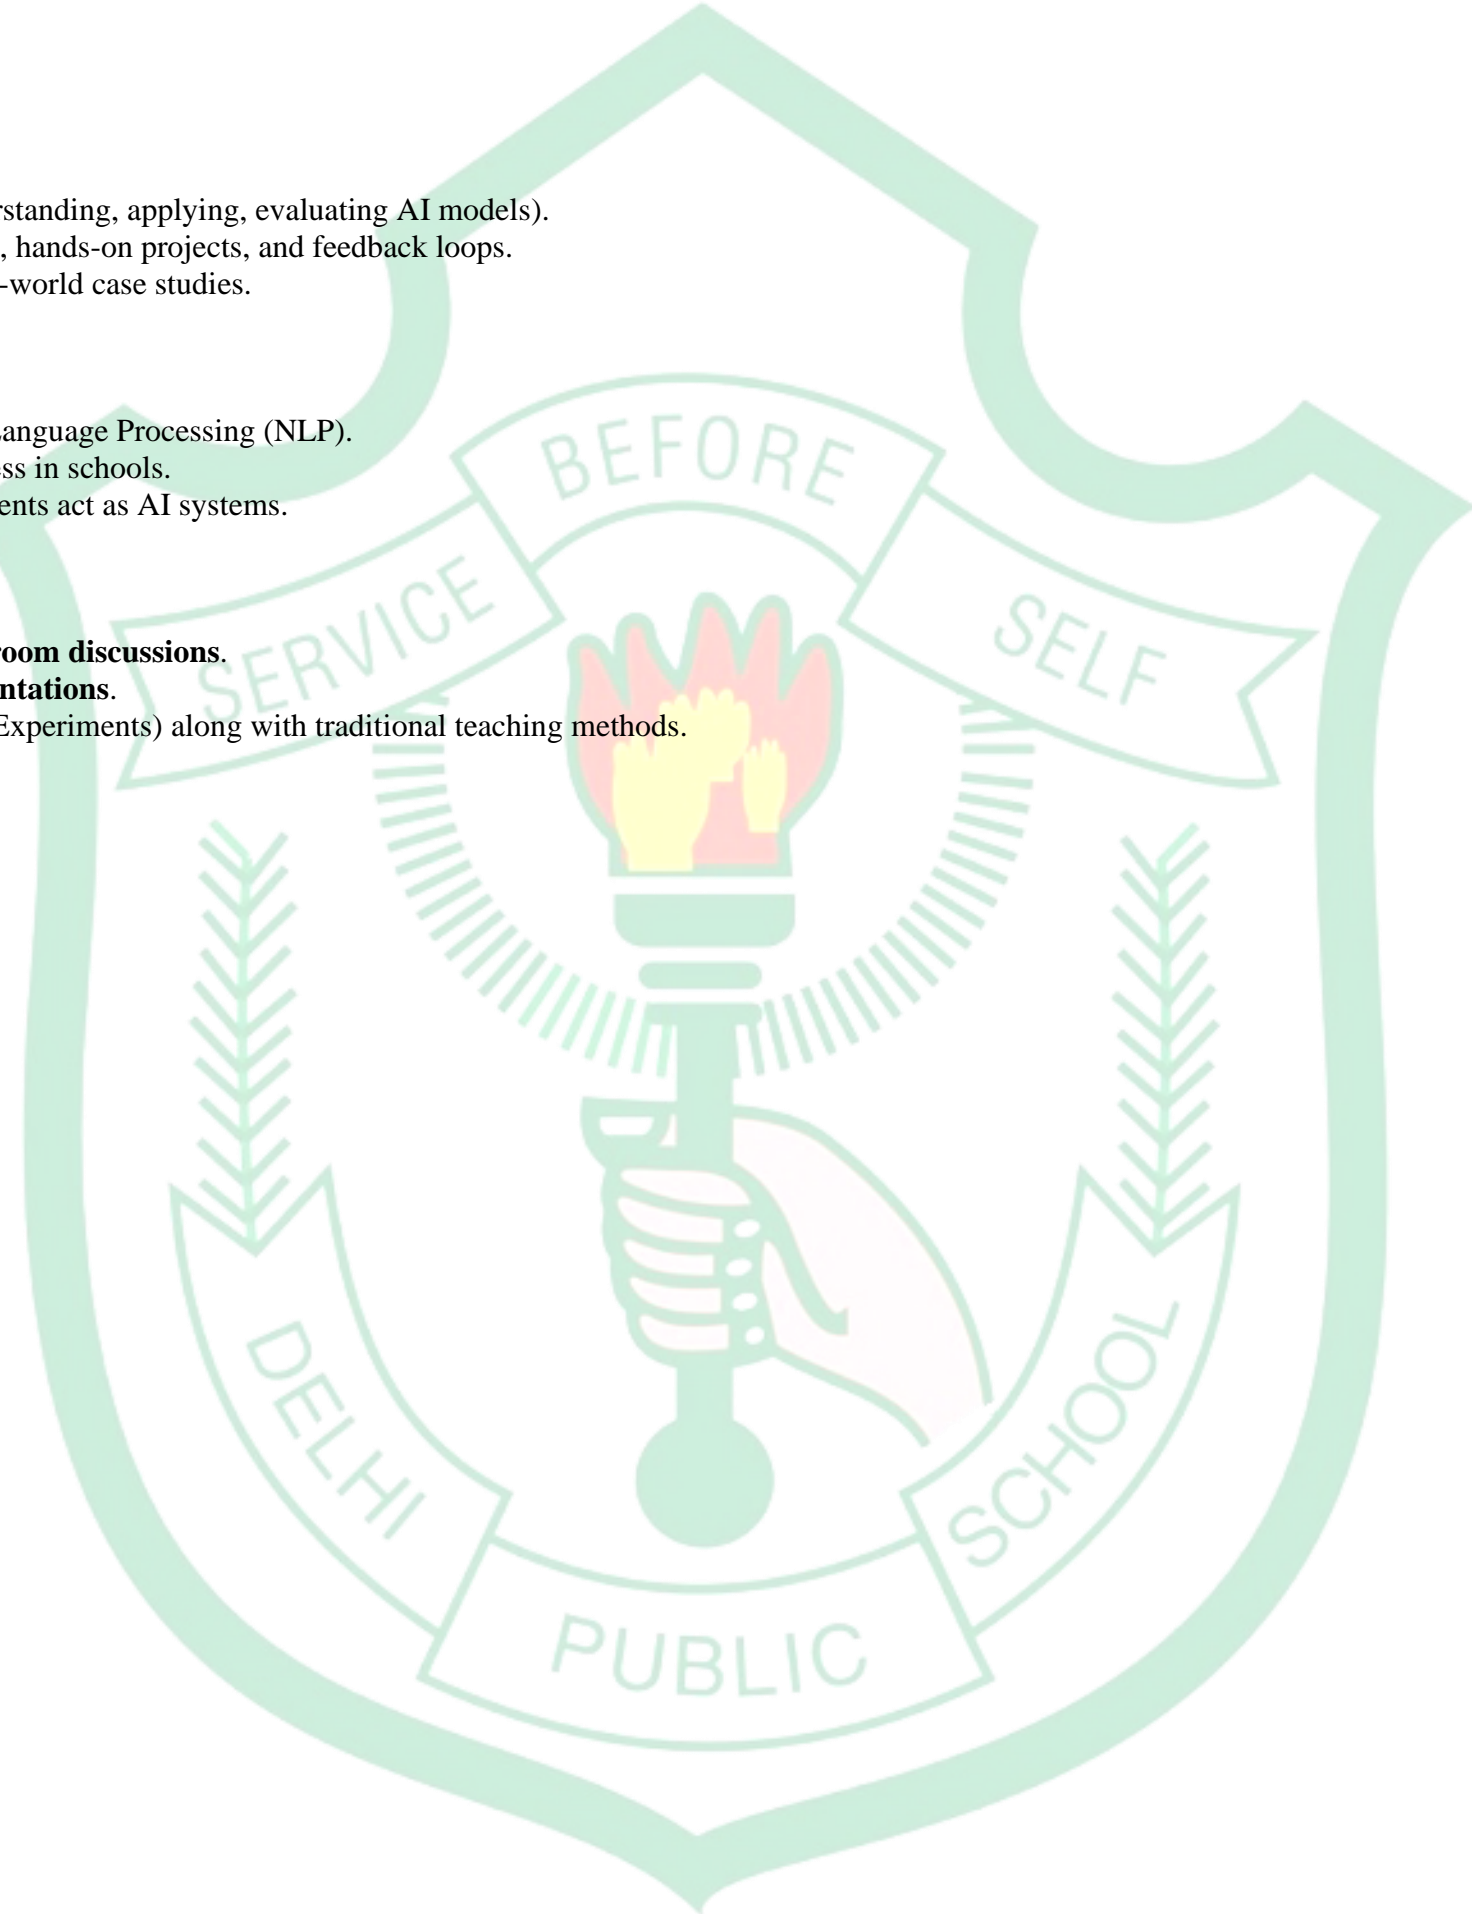 rstanding, applying, evaluating AI models).
, hands-on projects, and feedback loops.
-world case studies.
Language Processing (NLP).
ess in schools.
ents act as AI systems.
room discussions.
ntations.
Experiments) along with traditional teaching methods.
SERVICE BEFORE SELF
DELHI PUBLIC SCHOOL